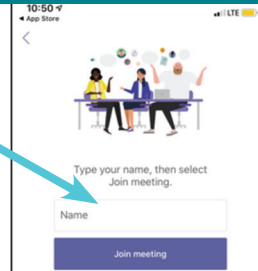 10:50
LTE
App Store
Type your name, then select
Join meeting.
Name
Join meeting